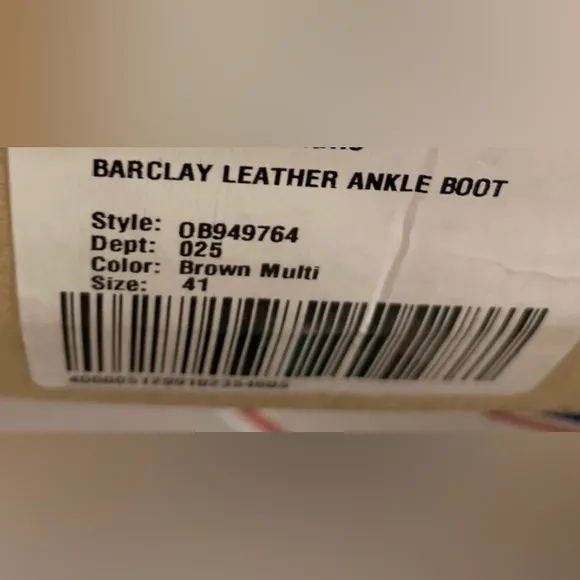 BARCLAY LEATHER ANKLE BOOT
Style: OB949764
Dept: 025
Color: Brown Multi
Size: 41